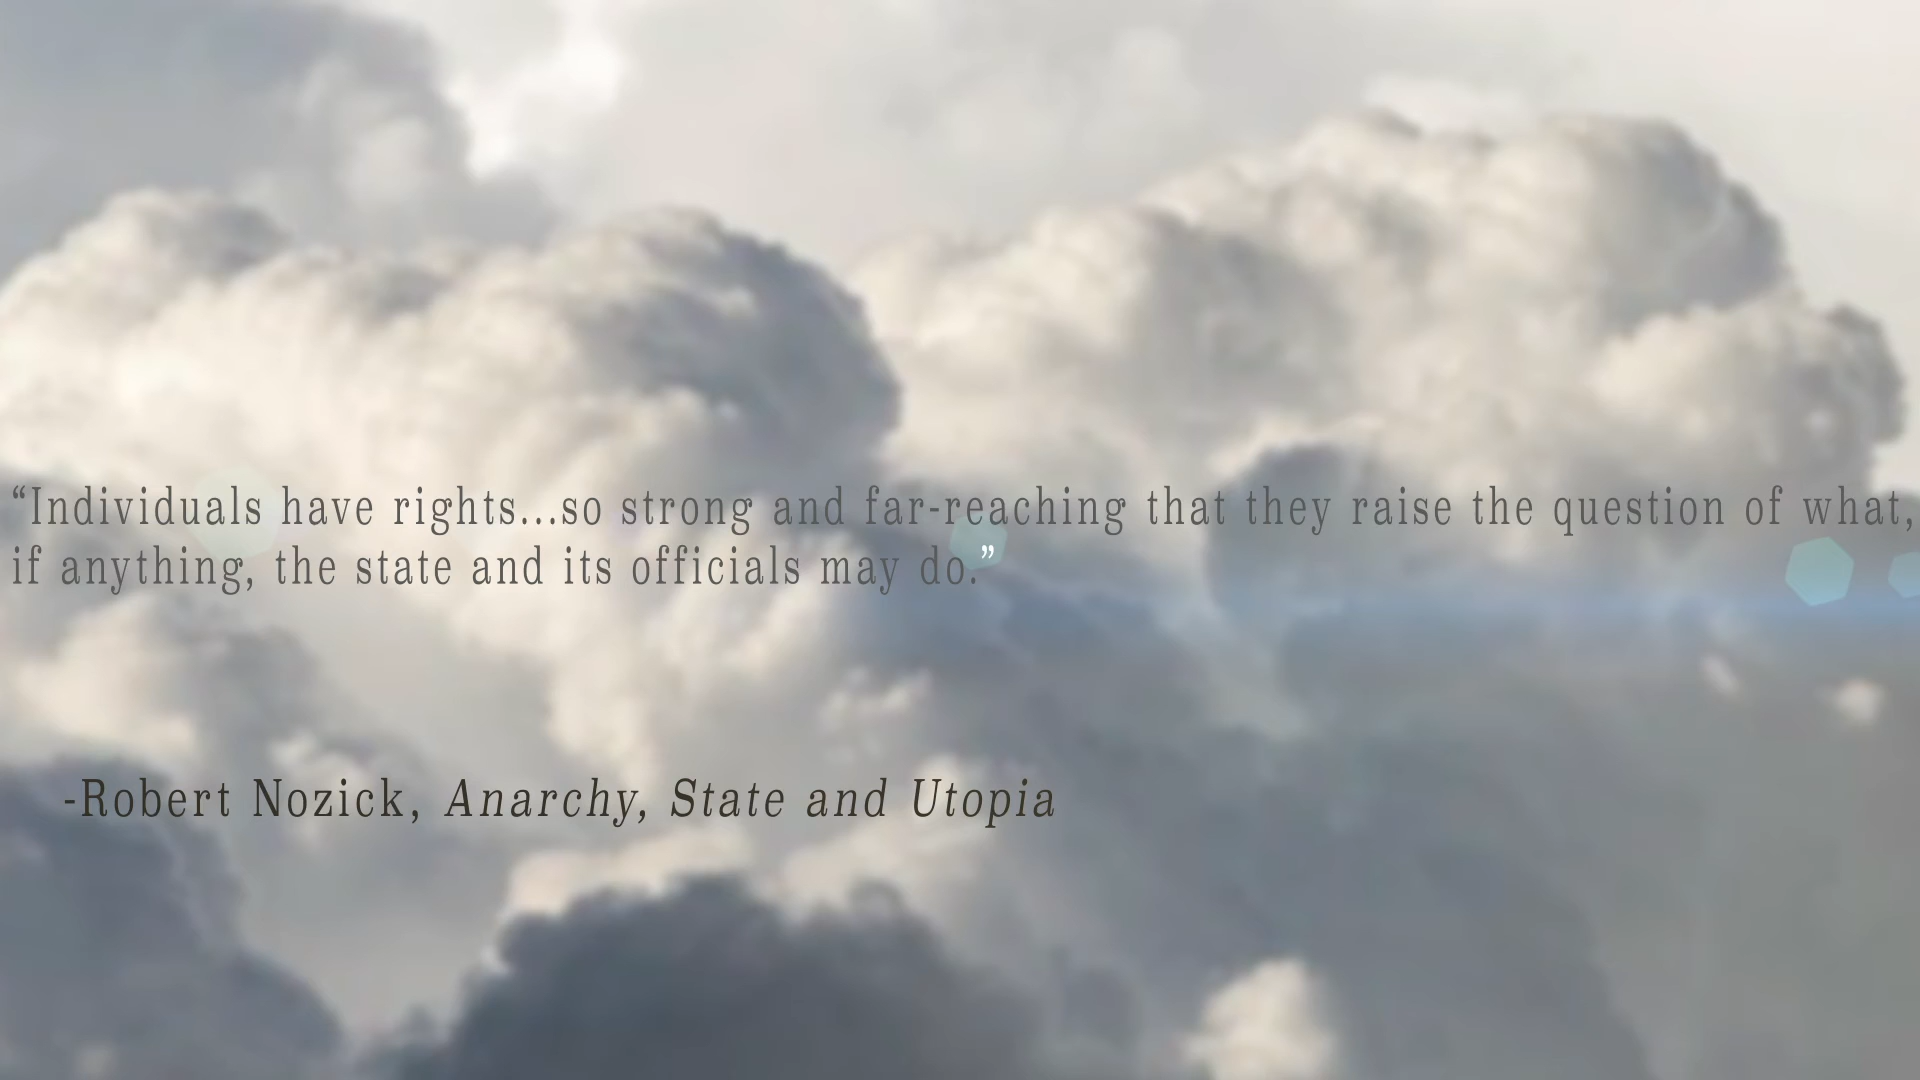 “Individuals have rights...so strong and far-reaching that they raise the question of what,
if anything, the state and its officials may do.”
-Robert Nozick, Anarchy, State and Utopia